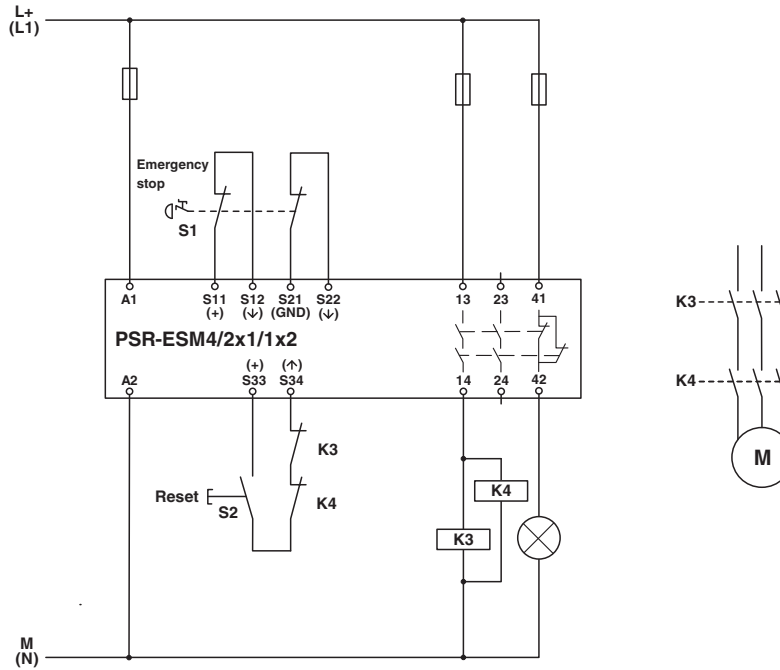 L+
(L1)
Emergency
stop
S1
A1
S11
(+)
S12
(↓)
S21
(GND)
S22
(↓)
13
23
41
PSR-ESM4/2x1/1x2
A2
(+)
S33
(↑)
S34
14
24
42
K3
K4
Reset
S2
K4
K3
M
(N)
K3
K4
M